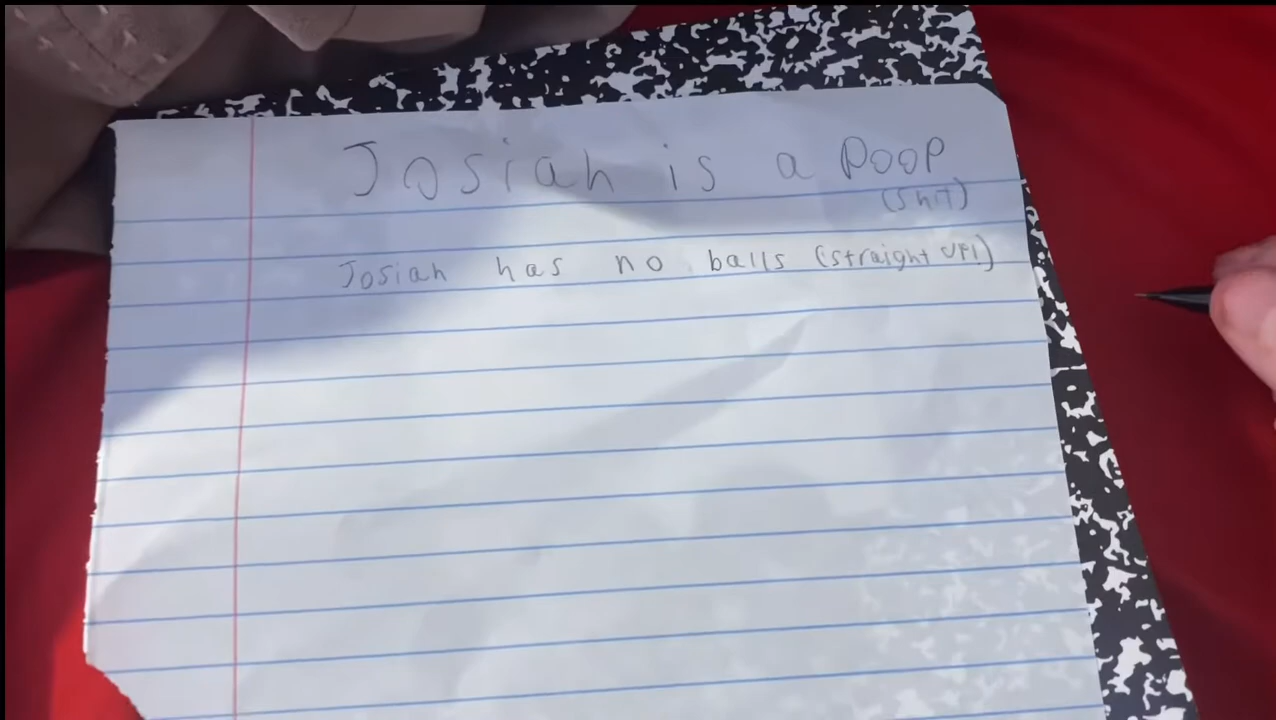 Josiah is a Poop
(shit)
Josiah has no balls (straight up!)